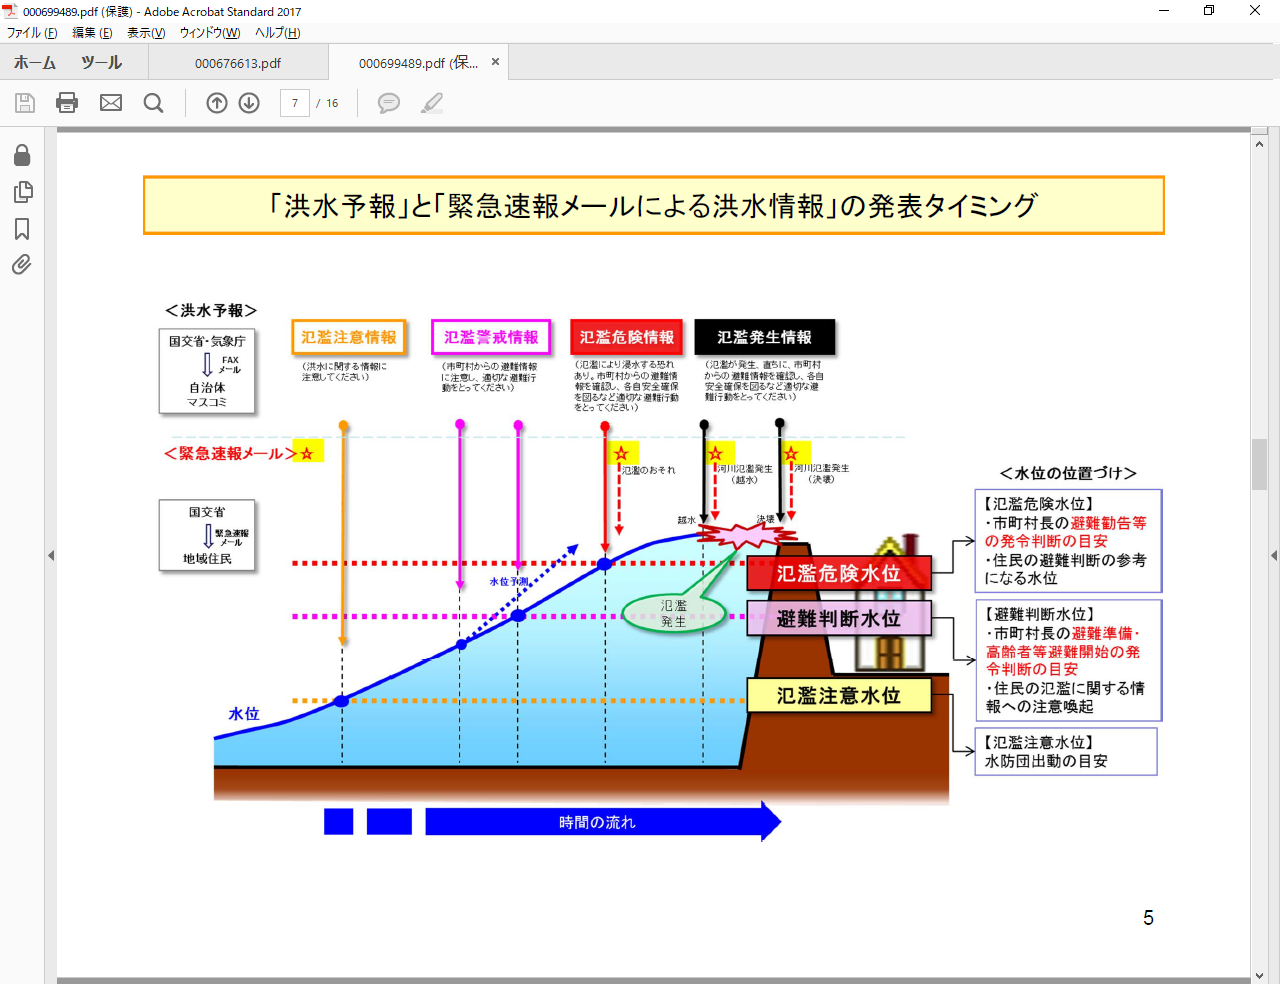 000699489.pdf (保護) - Adobe Acrobat Standard 2017
ファイル (F) 編集 (E) 表示(V) ウィンドウ(W) ヘルプ(H)
ホーム ツール 000676613.pdf 000699489.pdf (保... ×
7 / 16
「洪水予報」と「緊急速報メールによる洪水情報」の発表タイミング
＜洪水予報＞
国交省・気象庁
FAX
メール
自治体
マスコミ
氾濫注意情報
（洪水に関する情報に
注意してください）
氾濫警戒情報
（市町村からの避難情報
に注意し、適切な避難行
動をとってください）
氾濫危険情報
（氾濫により浸水する恐れ
あり。市町村からの避難情
報を確認し、各自安全確保
を図るなど適切な避難行動
をとってください）
氾濫発生情報
（氾濫が発生、直ちに、市町村
からの避難情報を確認し、各自
安全確保を図るなど適切な避
難行動をとってください）
＜緊急速報メール＞☆
国交省
緊急速報
メール
地域住民
☆
氾濫のおそれ
☆
河川氾濫発生
（越水）
☆
河川氾濫発生
（決壊）
越水
決壊
水位予測
氾濫
発生
水位
氾濫危険水位
避難判断水位
氾濫注意水位
＜水位の位置づけ＞
【氾濫危険水位】
・市町村長の避難勧告等
の発令判断の目安
・住民の避難判断の参考
になる水位
【避難判断水位】
・市町村長の避難準備・
高齢者等避難開始の発
令判断の目安
・住民の氾濫に関する情
報への注意喚起
【氾濫注意水位】
水防団出動の目安
時間の流れ
5